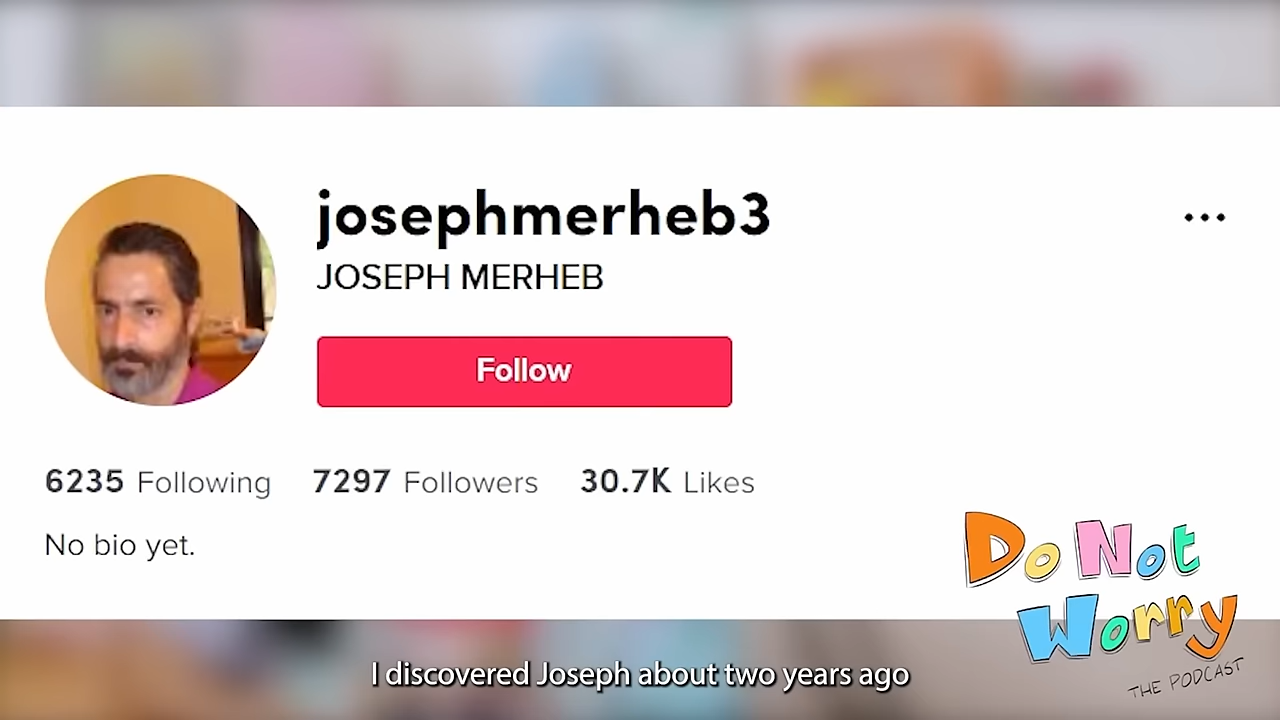 josephmerheb3
JOSEPH MERHEB
Follow
6235 Following 7297 Followers 30.7K Likes
No bio yet.
Do Not
Worry
THE PODCAST
I discovered Joseph about two years ago